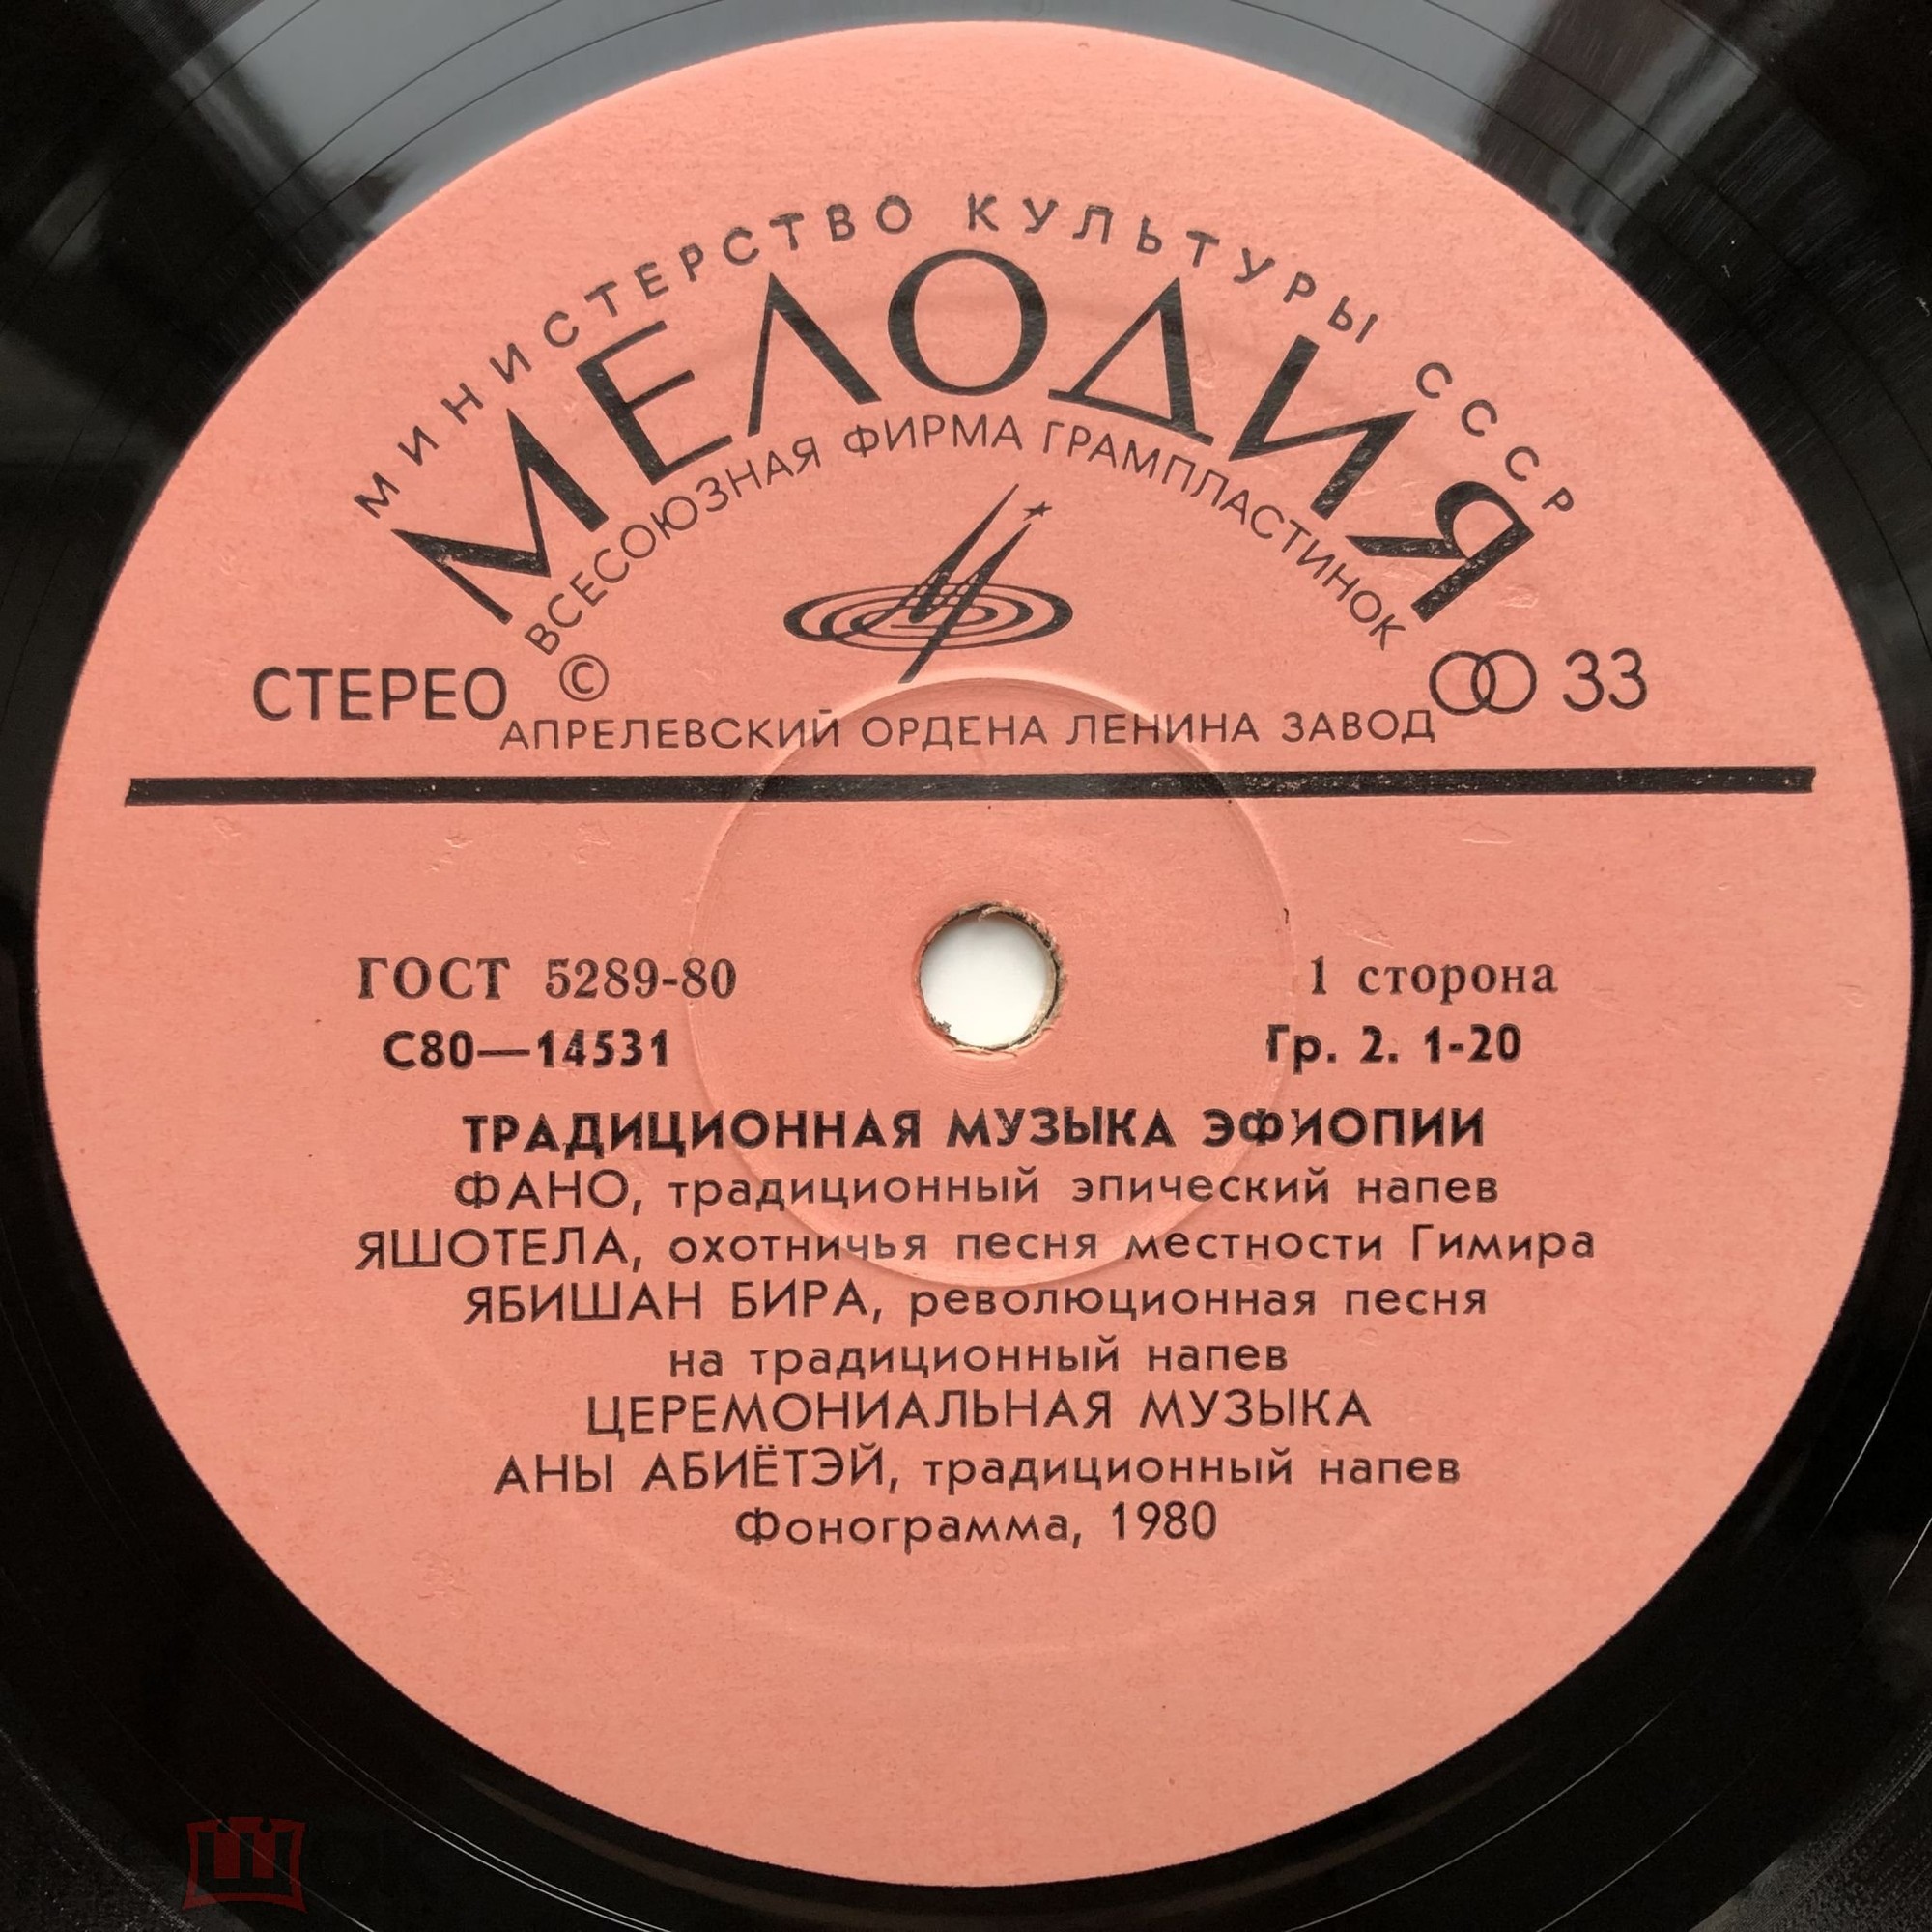 МИНИСТЕРСТВО КУЛЬТУРЫ СССР
МЕЛОДИЯ
ВСЕСОЮЗНАЯ ФИРМА ГРАМПЛАСТИНОК
СТЕРЕО © 33
АПРЕЛЕВСКИЙ ОРДЕНА ЛЕНИНА ЗАВОД
ГОСТ 5289-80 1 сторона
С80—14531 Гр. 2. 1-20
ТРАДИЦИОННАЯ МУЗЫКА ЭФИОПИИ
ФАНО, традиционный эпический напев
ЯШОТЕЛА, охотничья песня местности Гимира
ЯБИШАН БИРА, революционная песня
на традиционный напев
ЦЕРЕМОНИАЛЬНАЯ МУЗЫКА
АНЫ АБИЁТЭЙ, традиционный напев
Фонограмма, 1980